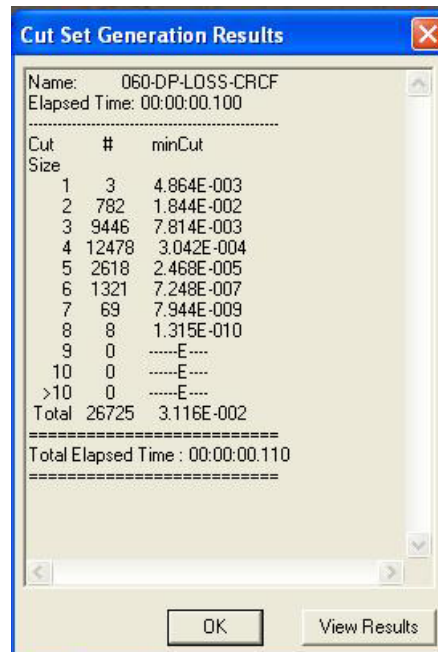 Cut Set Generation Results
Name: 060-DP-LOSS-CRCF
Elapsed Time: 00:00:00.100
------------------------------------------------
Cut # minCut
Size
1 3 4.864E-003
2 782 1.844E-002
3 9446 7.814E-003
4 12478 3.042E-004
5 2618 2.468E-005
6 1321 7.248E-007
7 69 7.944E-009
8 8 1.315E-010
9 0 ------E----
10 0 ------E----
>10 0 ------E----
Total 26725 3.116E-002
==========================
Total Elapsed Time : 00:00:00.110
==========================
OK View Results